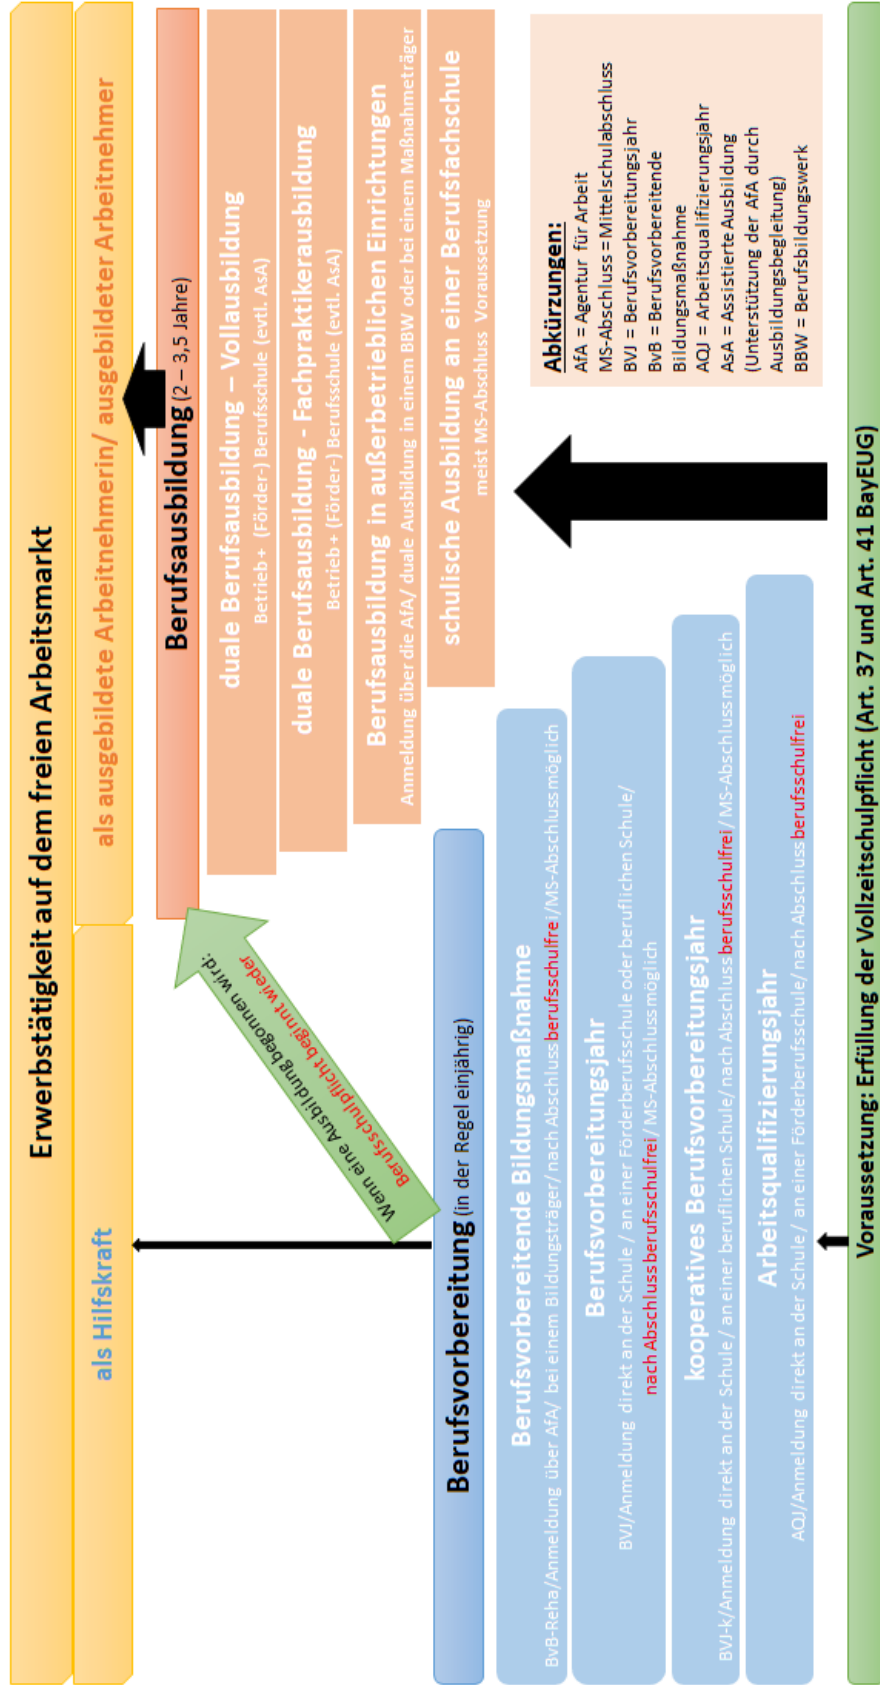 Erwerbstätigkeit auf dem freien Arbeitsmarkt
als Hilfskraft
als ausgebildete Arbeitnehmerin/ ausgebildeter Arbeitnehmer
Wenn eine Ausbildung begonnen wird:
Berufsschulpflicht beginnt wieder
Berufsausbildung (2 – 3,5 Jahre)
duale Berufsausbildung – Vollausbildung
Betrieb+ (Förder-) Berufsschule (evtl. AsA)
duale Berufsausbildung - Fachpraktikerausbildung
Betrieb+ (Förder-) Berufsschule (evtl. AsA)
Berufsausbildung in außerbetrieblichen Einrichtungen
Anmeldung über die AfA/ duale Ausbildung in einem BBW oder bei einem Maßnahmeträger
schulische Ausbildung an einer Berufsfachschule
meist MS-Abschluss Voraussetzung
Berufsvorbereitung (in der Regel einjährig)
Berufsvorbereitende Bildungsmaßnahme
BvB-Reha/Anmeldung über AfA/ bei einem Bildungsträger/ nach Abschluss berufsschulfrei/MS-Abschluss möglich
Berufsvorbereitungsjahr
BVJ/Anmeldung direkt an der Schule / an einer Förderberufsschule oder beruflichen Schule/
nach Abschluss berufsschulfrei/ MS-Abschluss möglich
kooperatives Berufsvorbereitungsjahr
BVJ-k/Anmeldung direkt an der Schule/ an einer beruflichen Schule/ nach Abschluss berufsschulfrei/ MS-Abschluss möglich
Arbeitsqualifizierungsjahr
AQJ/Anmeldung direkt an der Schule/ an einer Förderberufsschule/ nach Abschluss berufsschulfrei
Abkürzungen:
AfA = Agentur für Arbeit
MS-Abschluss = Mittelschulabschluss
BVJ = Berufsvorbereitungsjahr
BvB = Berufsvorbereitende
Bildungsmaßnahme
AQJ = Arbeitsqualifizierungsjahr
AsA = Assistierte Ausbildung
(Unterstützung der AfA durch
Ausbildungsbegleitung)
BBW = Berufsbildungswerk
Voraussetzung: Erfüllung der Vollzeitschulpflicht (Art. 37 und Art. 41 BayEUG)